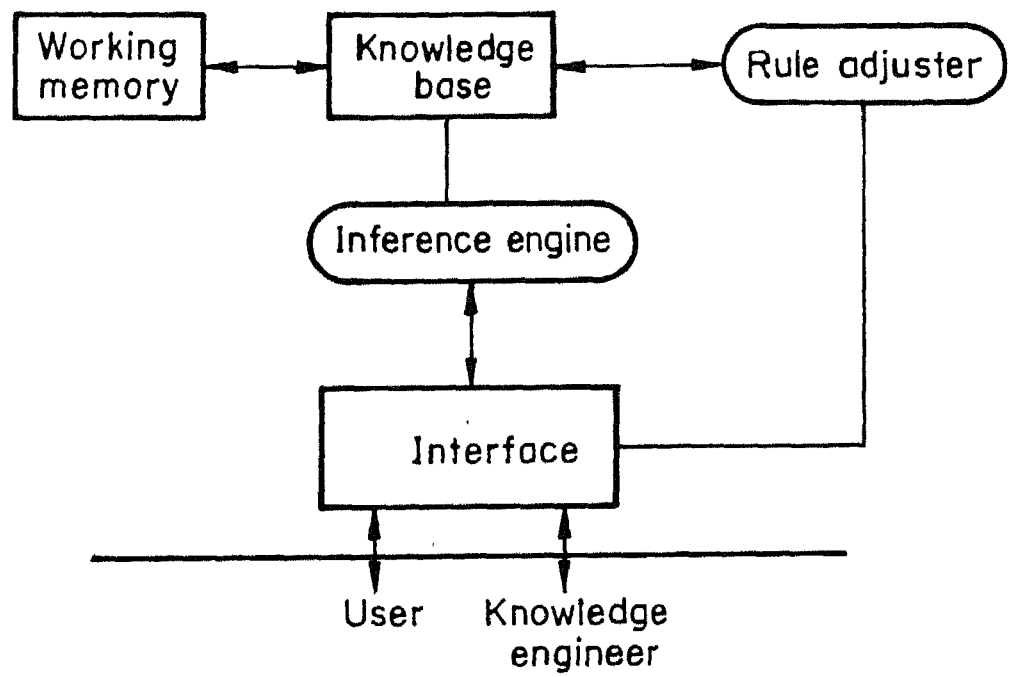 Working
memory
Knowledge
base
Rule adjuster
Inference engine
Interface
User
Knowledge
engineer